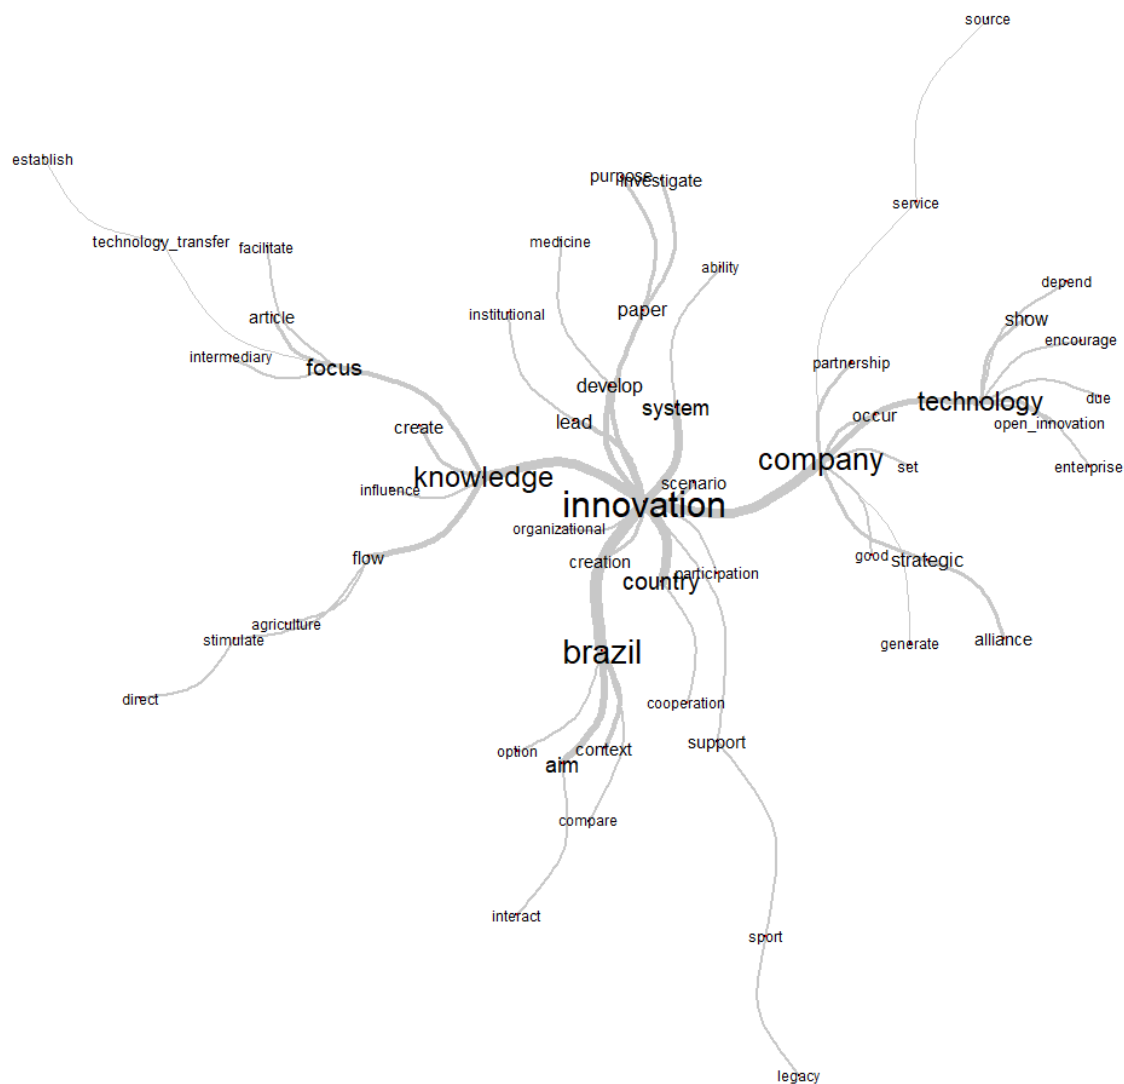 source
establish
purpose
investigate
service
technology_transfer
facilitate
medicine
ability
depend
article
institutional
paper
show
encourage
intermediary
focus
partnership
develop
technology
due
system
create
lead
occur
open_innovation
knowledge
company
set
enterprise
influence
scenario
innovation
organizational
flow
creation
country
participation
good
strategic
agriculture
stimulate
generate
alliance
brazil
direct
cooperation
option
context
support
aim
compare
interact
sport
legacy